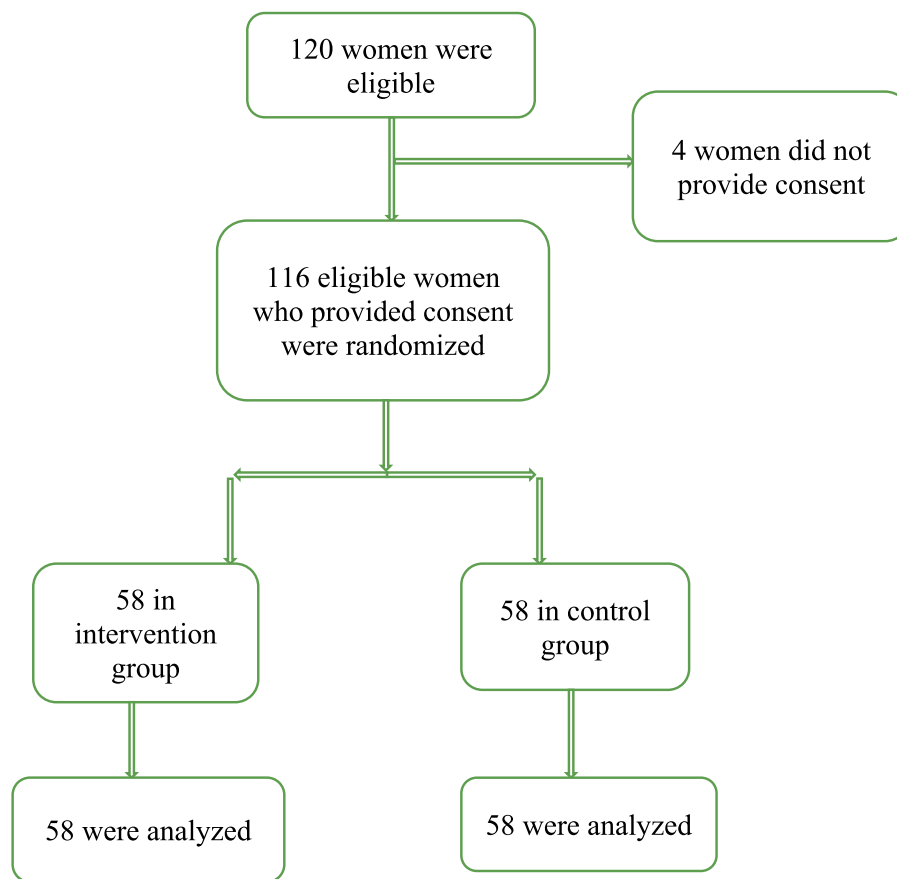 120 women were
eligible
4 women did not
provide consent
116 eligible women
who provided consent
were randomized
58 in
intervention
group
58 in control
group
58 were analyzed
58 were analyzed